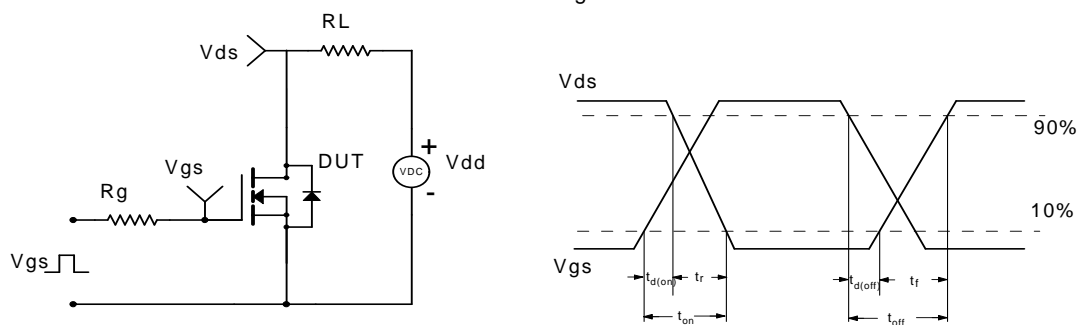 RL
Vds
Vgs
DUT
Rg
VDC
+
-
Vdd
Vgs
Vds
90%
10%
Vgs
td(on)
tr
td(off)
tf
ton
toff